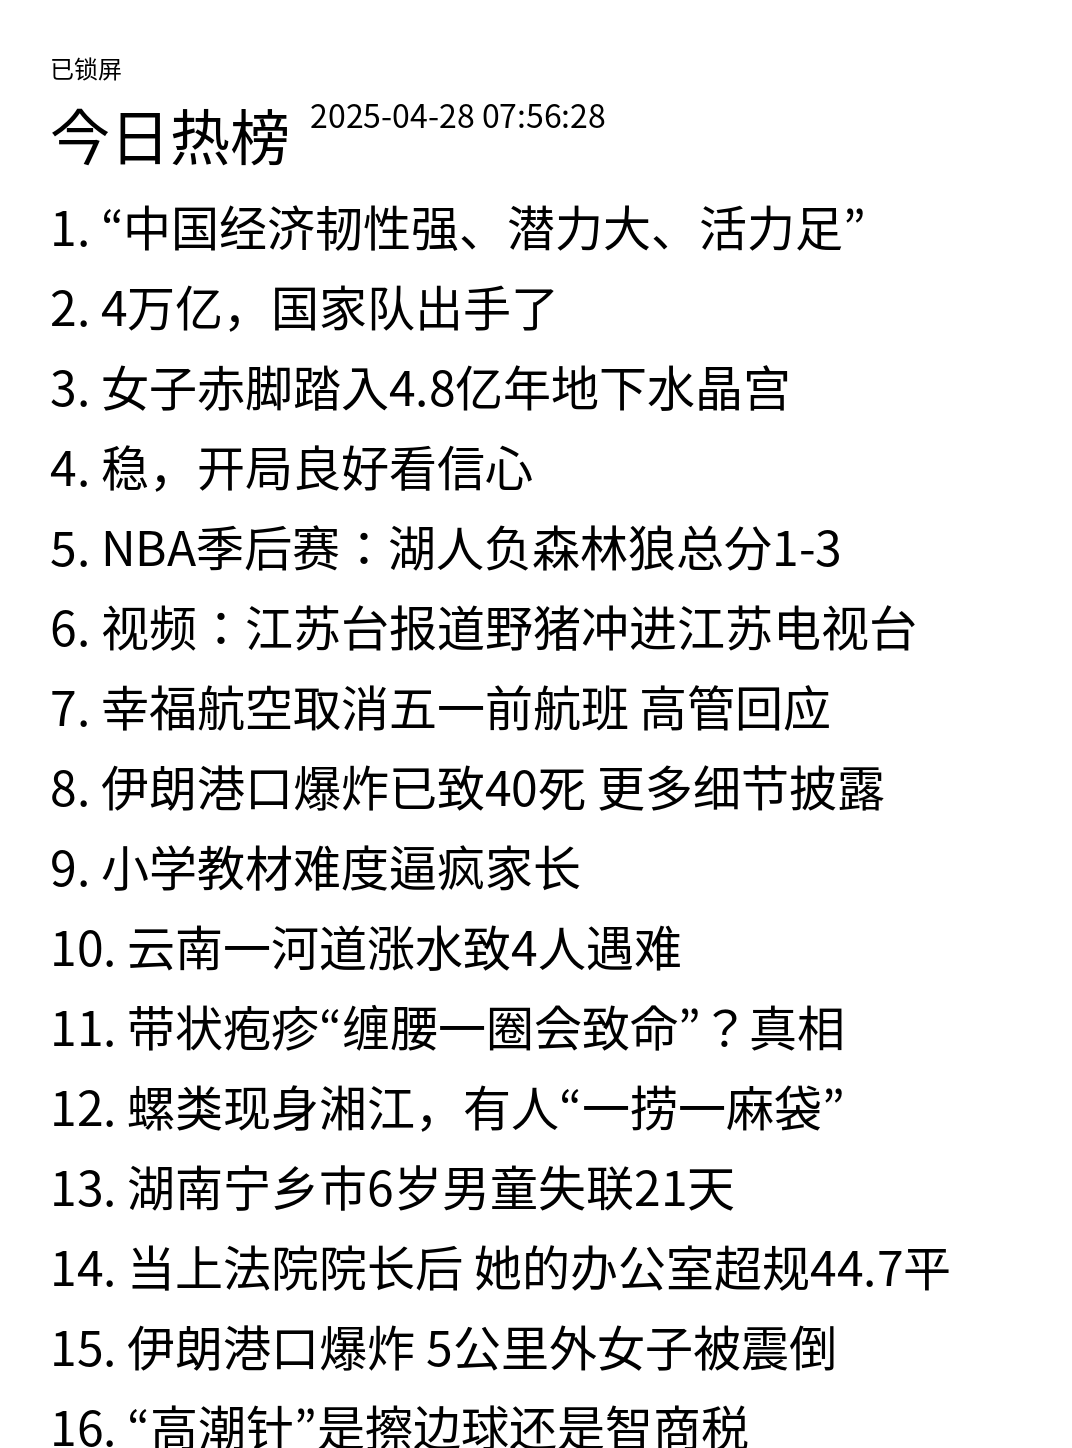 已锁屏
今日热榜 2025-04-28 07:56:28
1. “中国经济韧性强、潜力大、活力足”
2. 4万亿，国家队出手了
3. 女子赤脚踏入4.8亿年地下水晶宫
4. 稳，开局良好看信心
5. NBA季后赛：湖人负森林狼总分1-3
6. 视频：江苏台报道野猪冲进江苏电视台
7. 幸福航空取消五一前航班 高管回应
8. 伊朗港口爆炸已致40死 更多细节披露
9. 小学教材难度逼疯家长
10. 云南一河道涨水致4人遇难
11. 带状疱疹“缠腰一圈会致命”？真相
12. 螺类现身湘江，有人“一捞一麻袋”
13. 湖南宁乡市6岁男童失联21天
14. 当上法院院长后 她的办公室超规44.7平
15. 伊朗港口爆炸 5公里外女子被震倒
16. “高潮针”是擦边球还是智商税